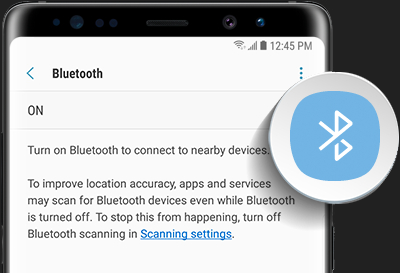 12:45 PM
Bluetooth
ON
Turn on Bluetooth to connect to nearby devices.
To improve location accuracy, apps and services
may scan for Bluetooth devices even while Bluetooth
is turned off. To stop this from happening, turn off
Bluetooth scanning in Scanning settings.